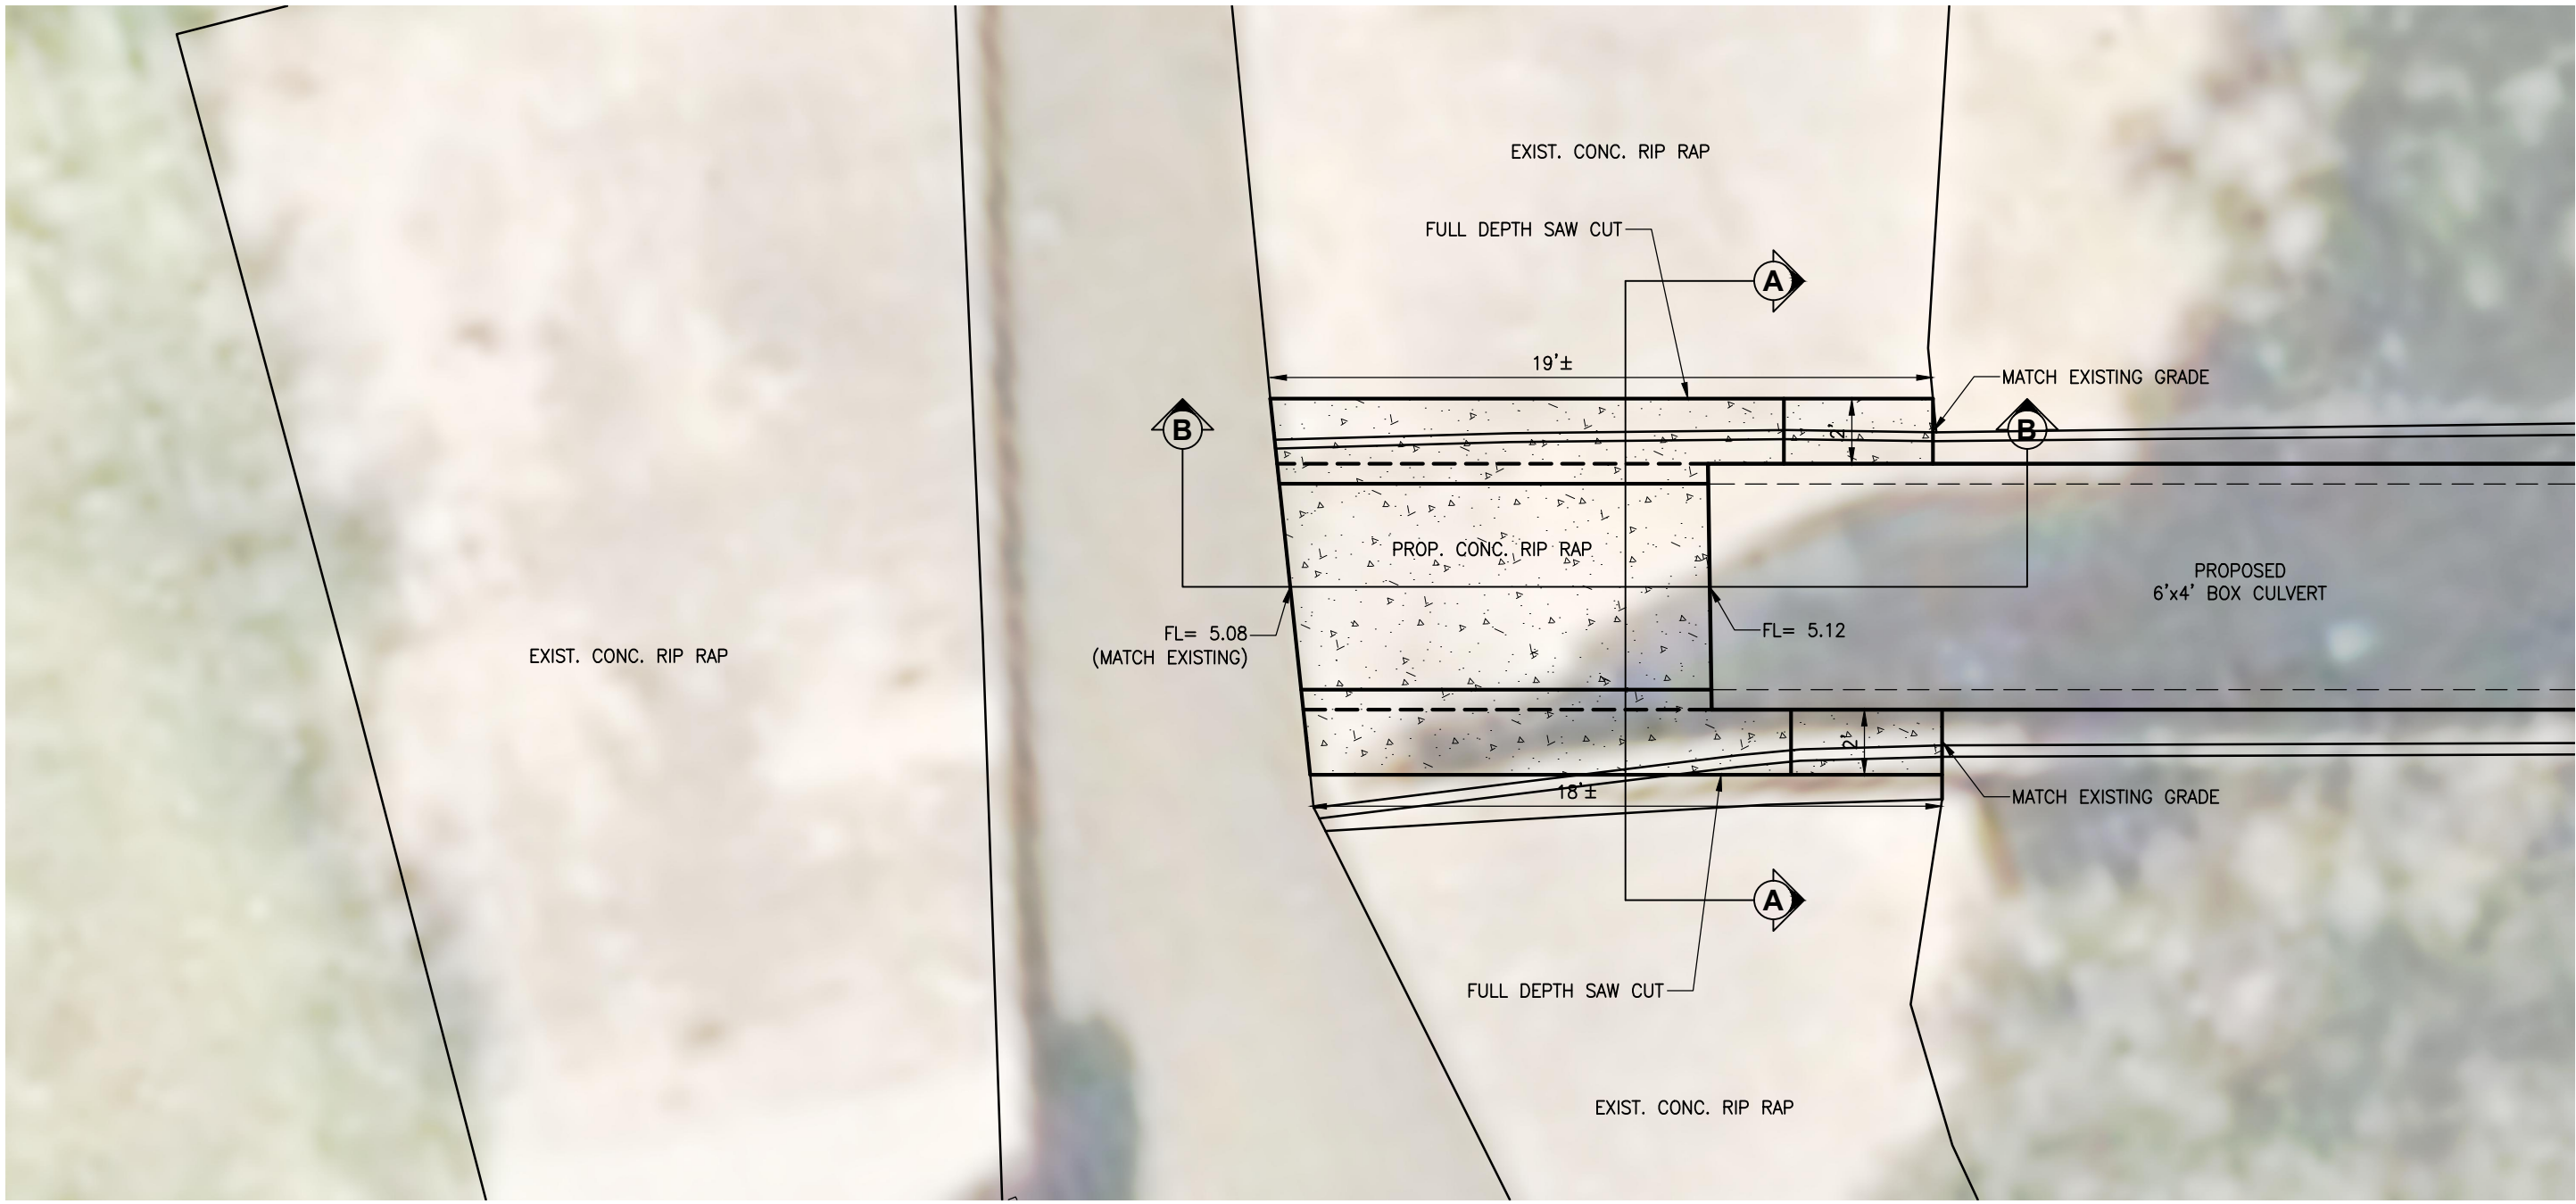 EXIST. CONC. RIP RAP
FULL DEPTH SAW CUT
A
19'±
MATCH EXISTING GRADE
B
2'
B
PROP. CONC. RIP RAP
PROPOSED
6'x4' BOX CULVERT
FL= 5.08
(MATCH EXISTING)
FL= 5.12
EXIST. CONC. RIP RAP
2'
18'±
MATCH EXISTING GRADE
A
FULL DEPTH SAW CUT
EXIST. CONC. RIP RAP